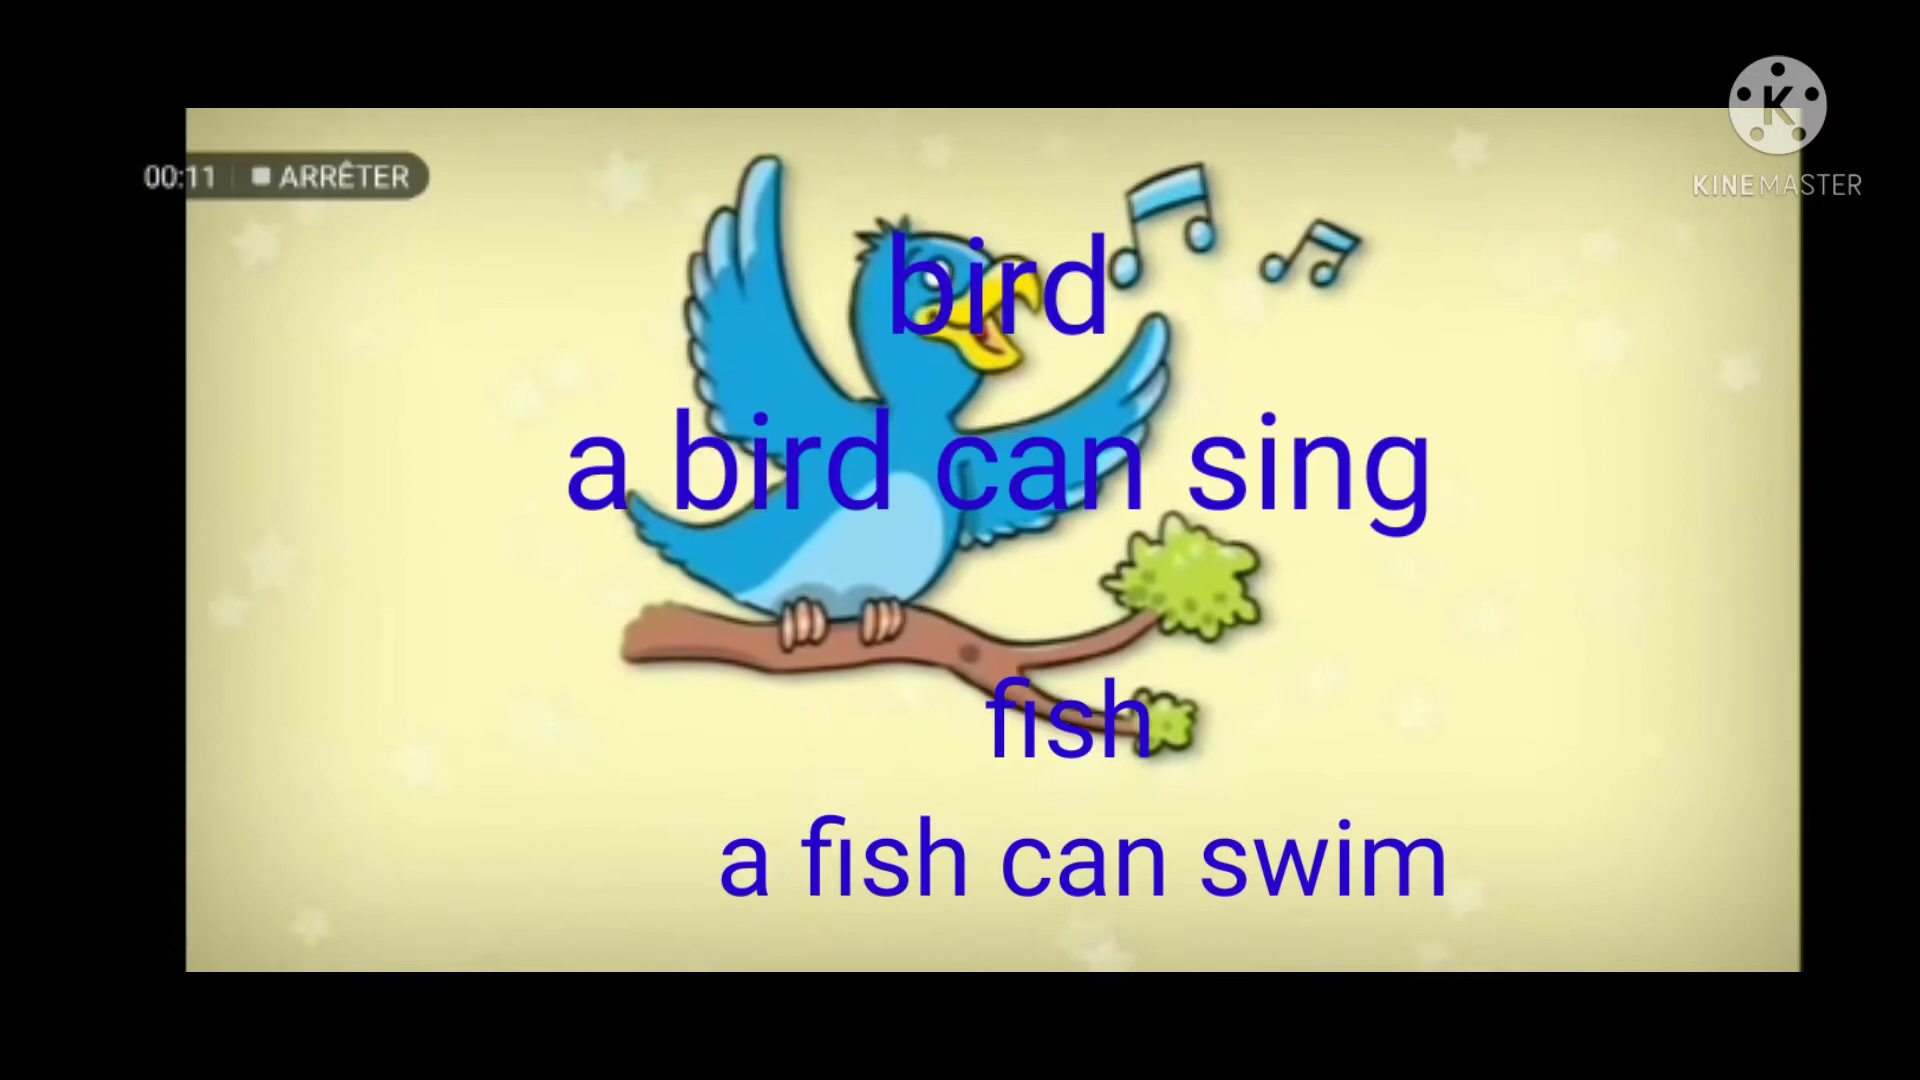 K
KINEMASTER
00:11 ARRÊTER
bird
a bird can sing
fish
a fish can swim